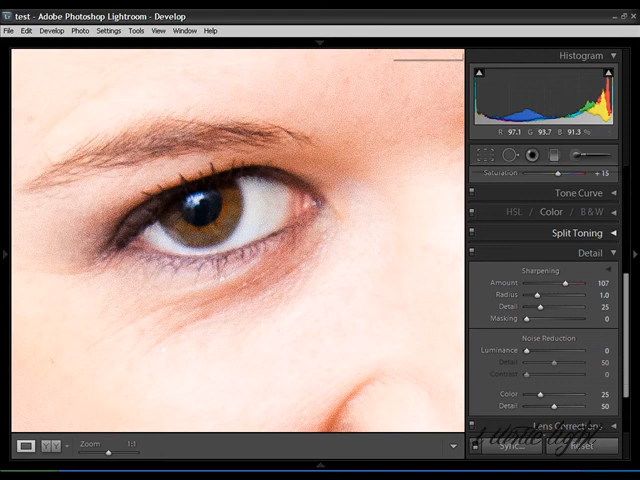 test - Adobe Photoshop Lightroom - Develop
File Edit Develop Photo Settings Tools View Window Help
Histogram
R 97.1 G 93.7 B 91.3 %
Saturation + 15
Tone Curve
HSL / Color / B & W
Split Toning
Detail
Sharpening
Amount 107
Radius 1.0
Detail 25
Masking 0
Noise Reduction
Luminance 0
Detail 50
Contrast 0
Color 25
Detail 50
Lens Corrections
Sync... Reset
Y Y Zoom 1:1